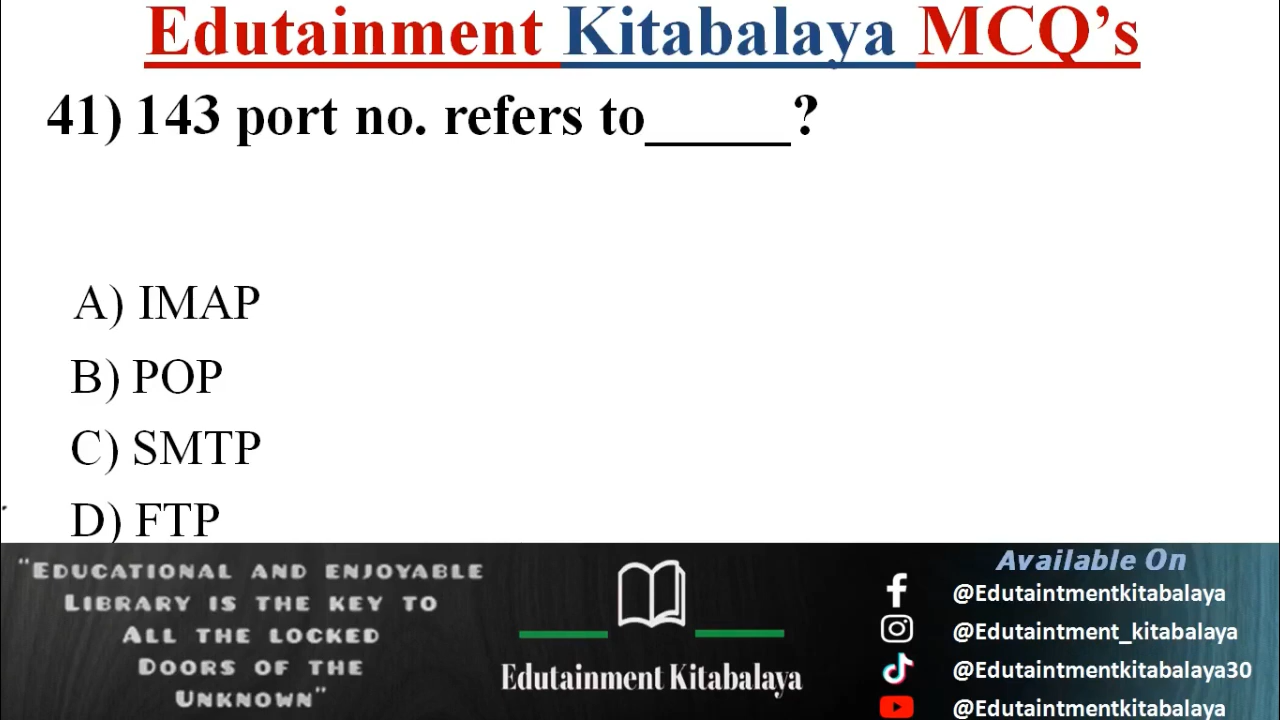 Edutainment Kitabalaya MCQ’s
41) 143 port no. refers to_____?
A) IMAP
B) POP
C) SMTP
D) FTP
"EDUCATIONAL AND ENJOYABLE
LIBRARY IS THE KEY TO
ALL THE LOCKED
DOORS OF THE
UNKNOWN"
Edutainment Kitabalaya
Available On
@Edutaintmentkitabalaya
@Edutaintment_kitabalaya
@Edutaintmentkitabalaya30
@Edutaintmentkitabalaya